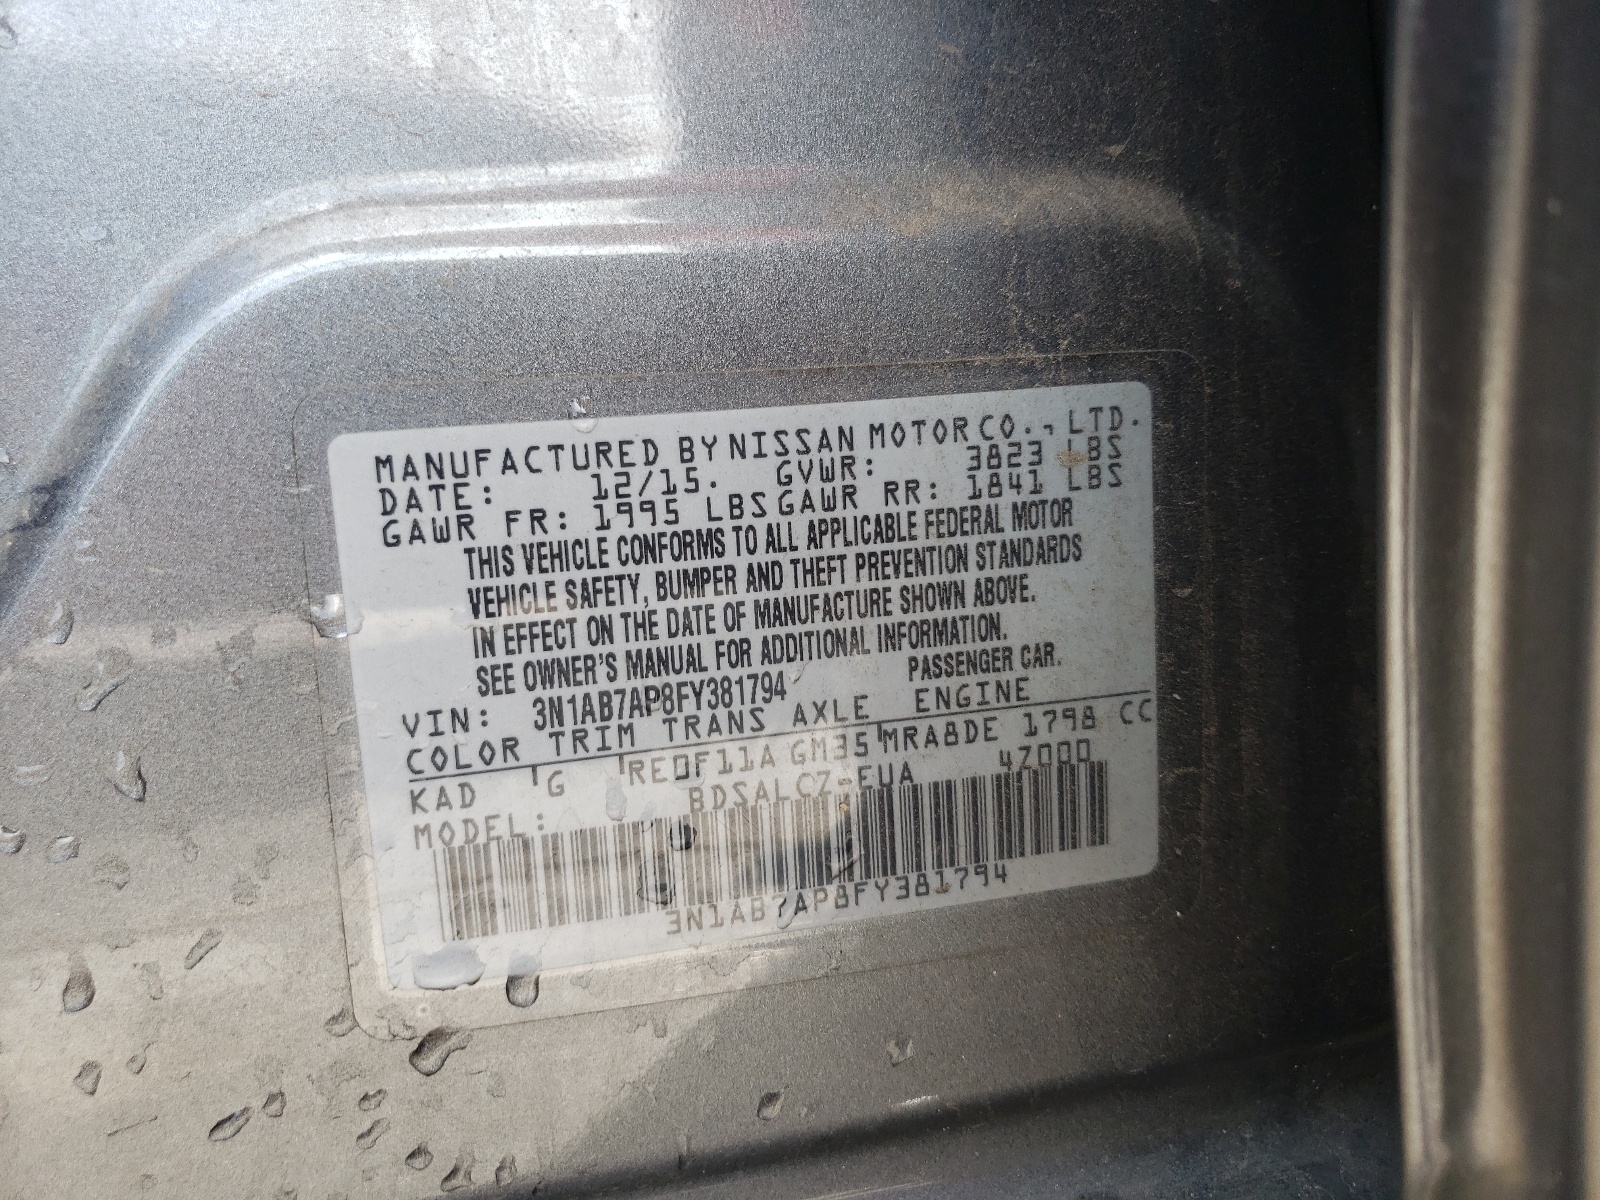 MANUFACTURED BY NISSAN MOTOR CO., LTD.
DATE: 12/15. GVWR: 3823 LBS
GAWR FR: 1995 LBS GAWR RR: 1841 LBS
THIS VEHICLE CONFORMS TO ALL APPLICABLE FEDERAL MOTOR
VEHICLE SAFETY, BUMPER AND THEFT PREVENTION STANDARDS
IN EFFECT ON THE DATE OF MANUFACTURE SHOWN ABOVE.
SEE OWNER'S MANUAL FOR ADDITIONAL INFORMATION.
VIN: 3N1AB7AP8FY381794 PASSENGER CAR.
COLOR TRIM TRANS AXLE ENGINE
KAD G RE0F11A GM35 MRA8DE 1798 CC
MODEL: BDSALCZ-EUA 4Z000
3N1AB7AP8FY381794